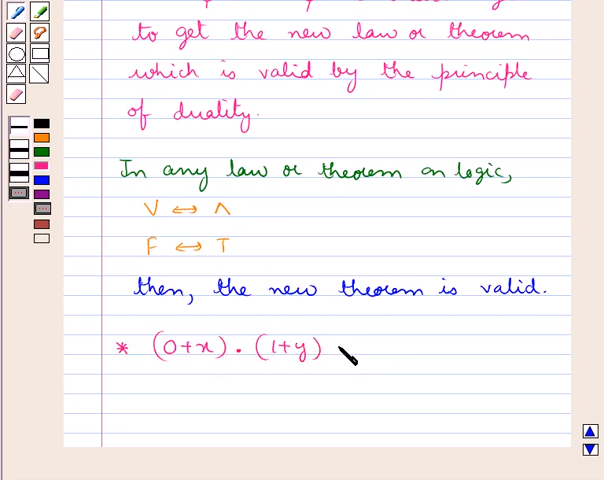 to get the new law or theorem
which is valid by the principle
of duality.
In any law or theorem on logic,
V ↔ Λ
F ↔ T
then, the new theorem is valid.
* (0+x) . (1+y)